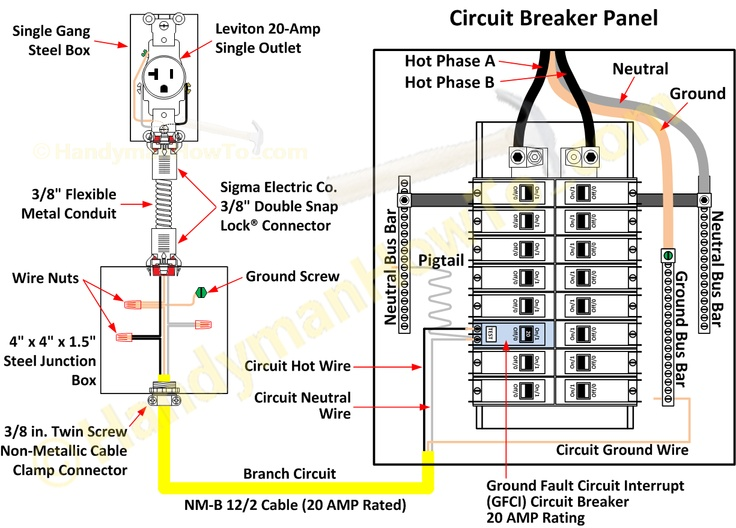 Circuit Breaker Panel
Single Gang
Steel Box
Leviton 20-Amp
Single Outlet
Hot Phase A
Hot Phase B
Neutral
Ground
© HandymanHowTo.com
3/8" Flexible
Metal Conduit
Sigma Electric Co.
3/8" Double Snap
Lock® Connector
Pigtail
Neutral Bus Bar
Ground Bus Bar
Neutral Bus Bar
Wire Nuts
Ground Screw
4" x 4" x 1.5"
Steel Junction
Box
20
TEST
Circuit Hot Wire
Circuit Neutral
Wire
3/8 in. Twin Screw
Non-Metallic Cable
Clamp Connector
Circuit Ground Wire
Branch Circuit
NM-B 12/2 Cable (20 AMP Rated)
Ground Fault Circuit Interrupt
(GFCI) Circuit Breaker
20 AMP Rating
© HandymanHowTo.com